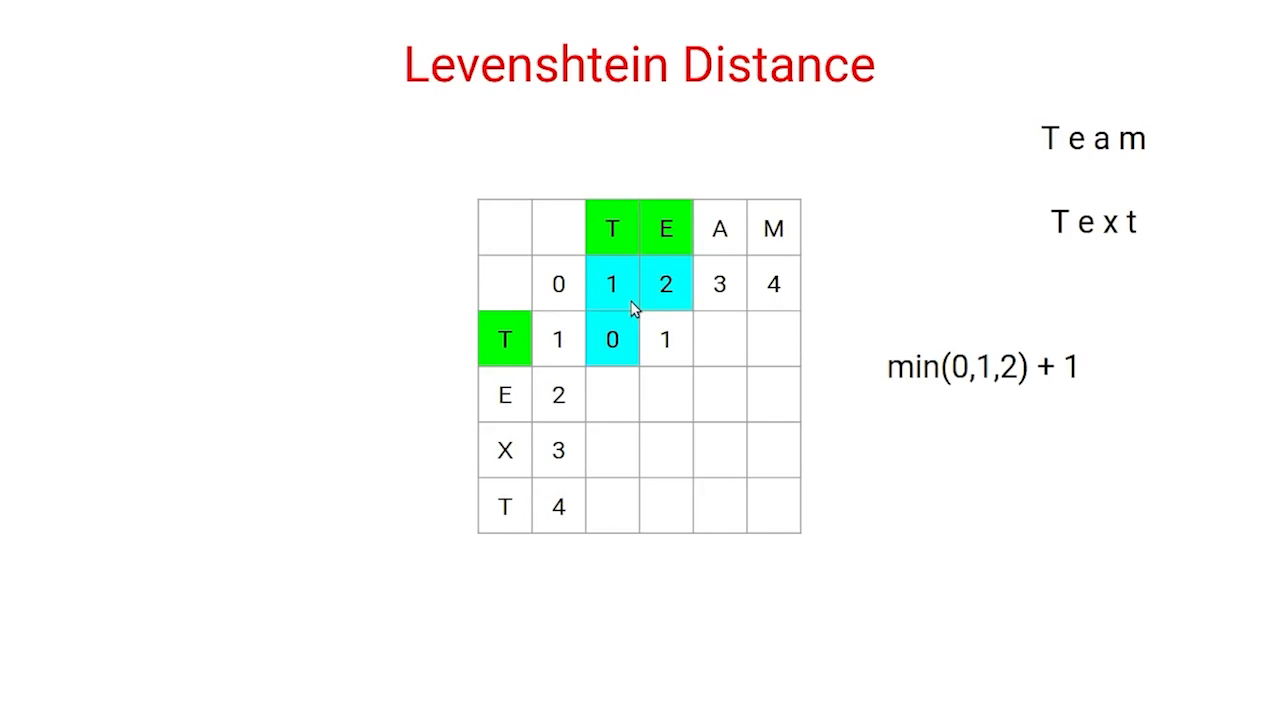 Levenshtein Distance
T e a m
T e x t
T E A M
0 1 2 3 4
T 1 0 1
min(0,1,2) + 1
E 2
X 3
T 4